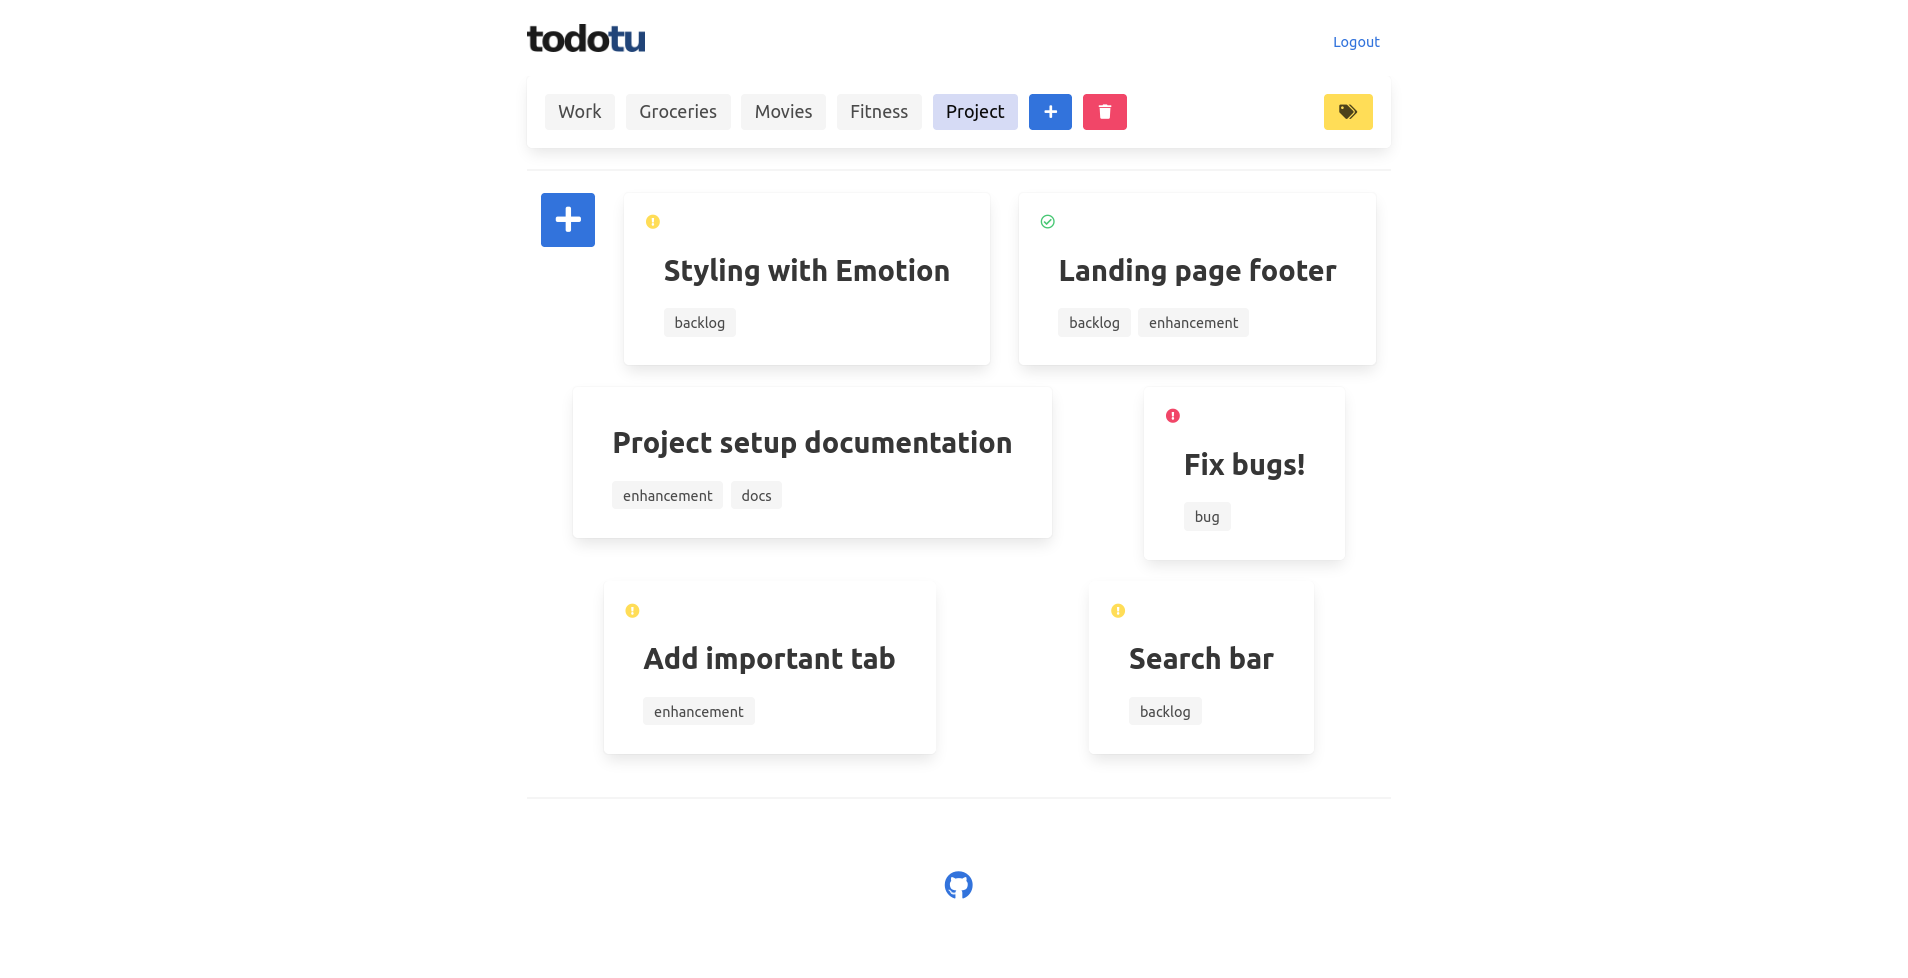 todotu
Logout
Work Groceries Movies Fitness Project
Styling with Emotion
backlog
Landing page footer
backlog enhancement
Project setup documentation
enhancement docs
Fix bugs!
bug
Add important tab
enhancement
Search bar
backlog